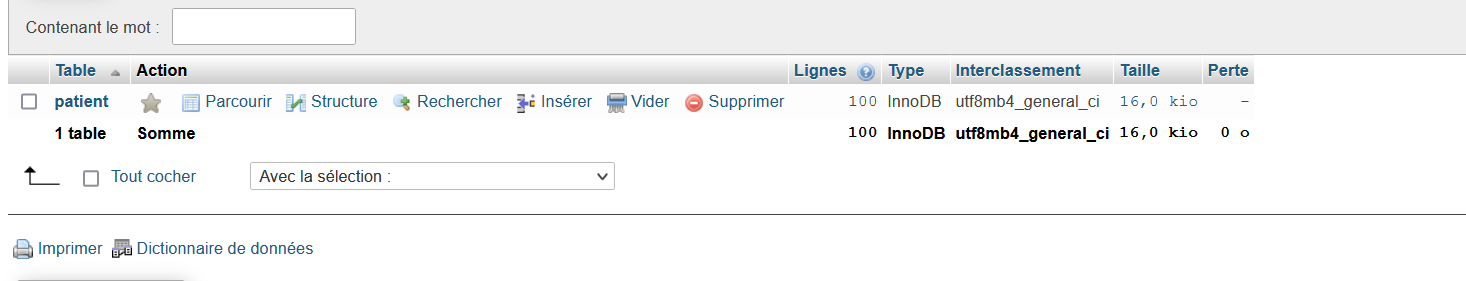 Contenant le mot :
Table Action Lignes Type Interclassement Taille Perte
patient Parcourir Structure Rechercher Insérer Vider Supprimer 100 InnoDB utf8mb4_general_ci 16,0 kio -
1 table Somme 100 InnoDB utf8mb4_general_ci 16,0 kio 0 o
Tout cocher Avec la sélection :
Imprimer Dictionnaire de données